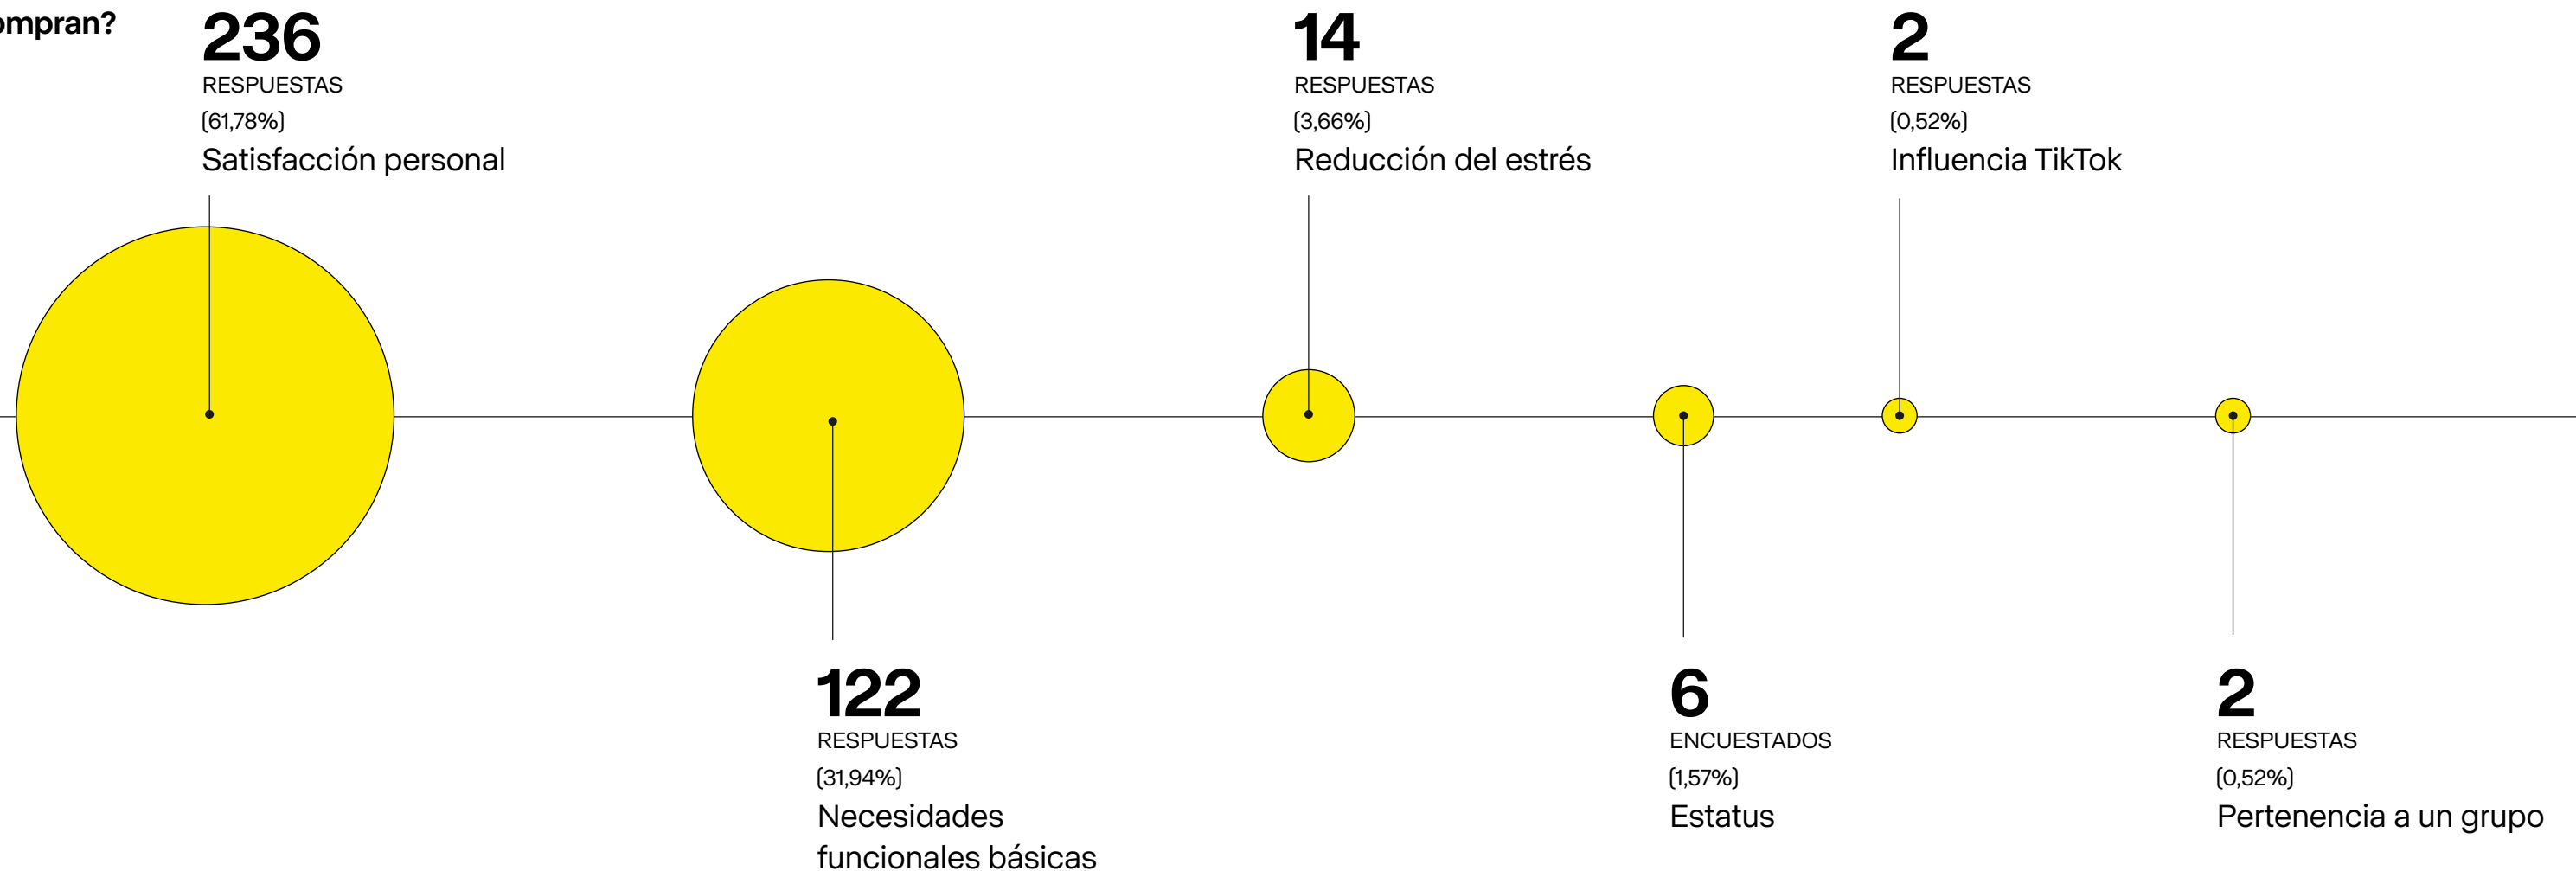 ompran?
236
RESPUESTAS
(61,78%)
Satisfacción personal
122
RESPUESTAS
(31,94%)
Necesidades
funcionales básicas
14
RESPUESTAS
(3,66%)
Reducción del estrés
6
ENCUESTADOS
(1,57%)
Estatus
2
RESPUESTAS
(0,52%)
Influencia TikTok
2
RESPUESTAS
(0,52%)
Pertenencia a un grupo